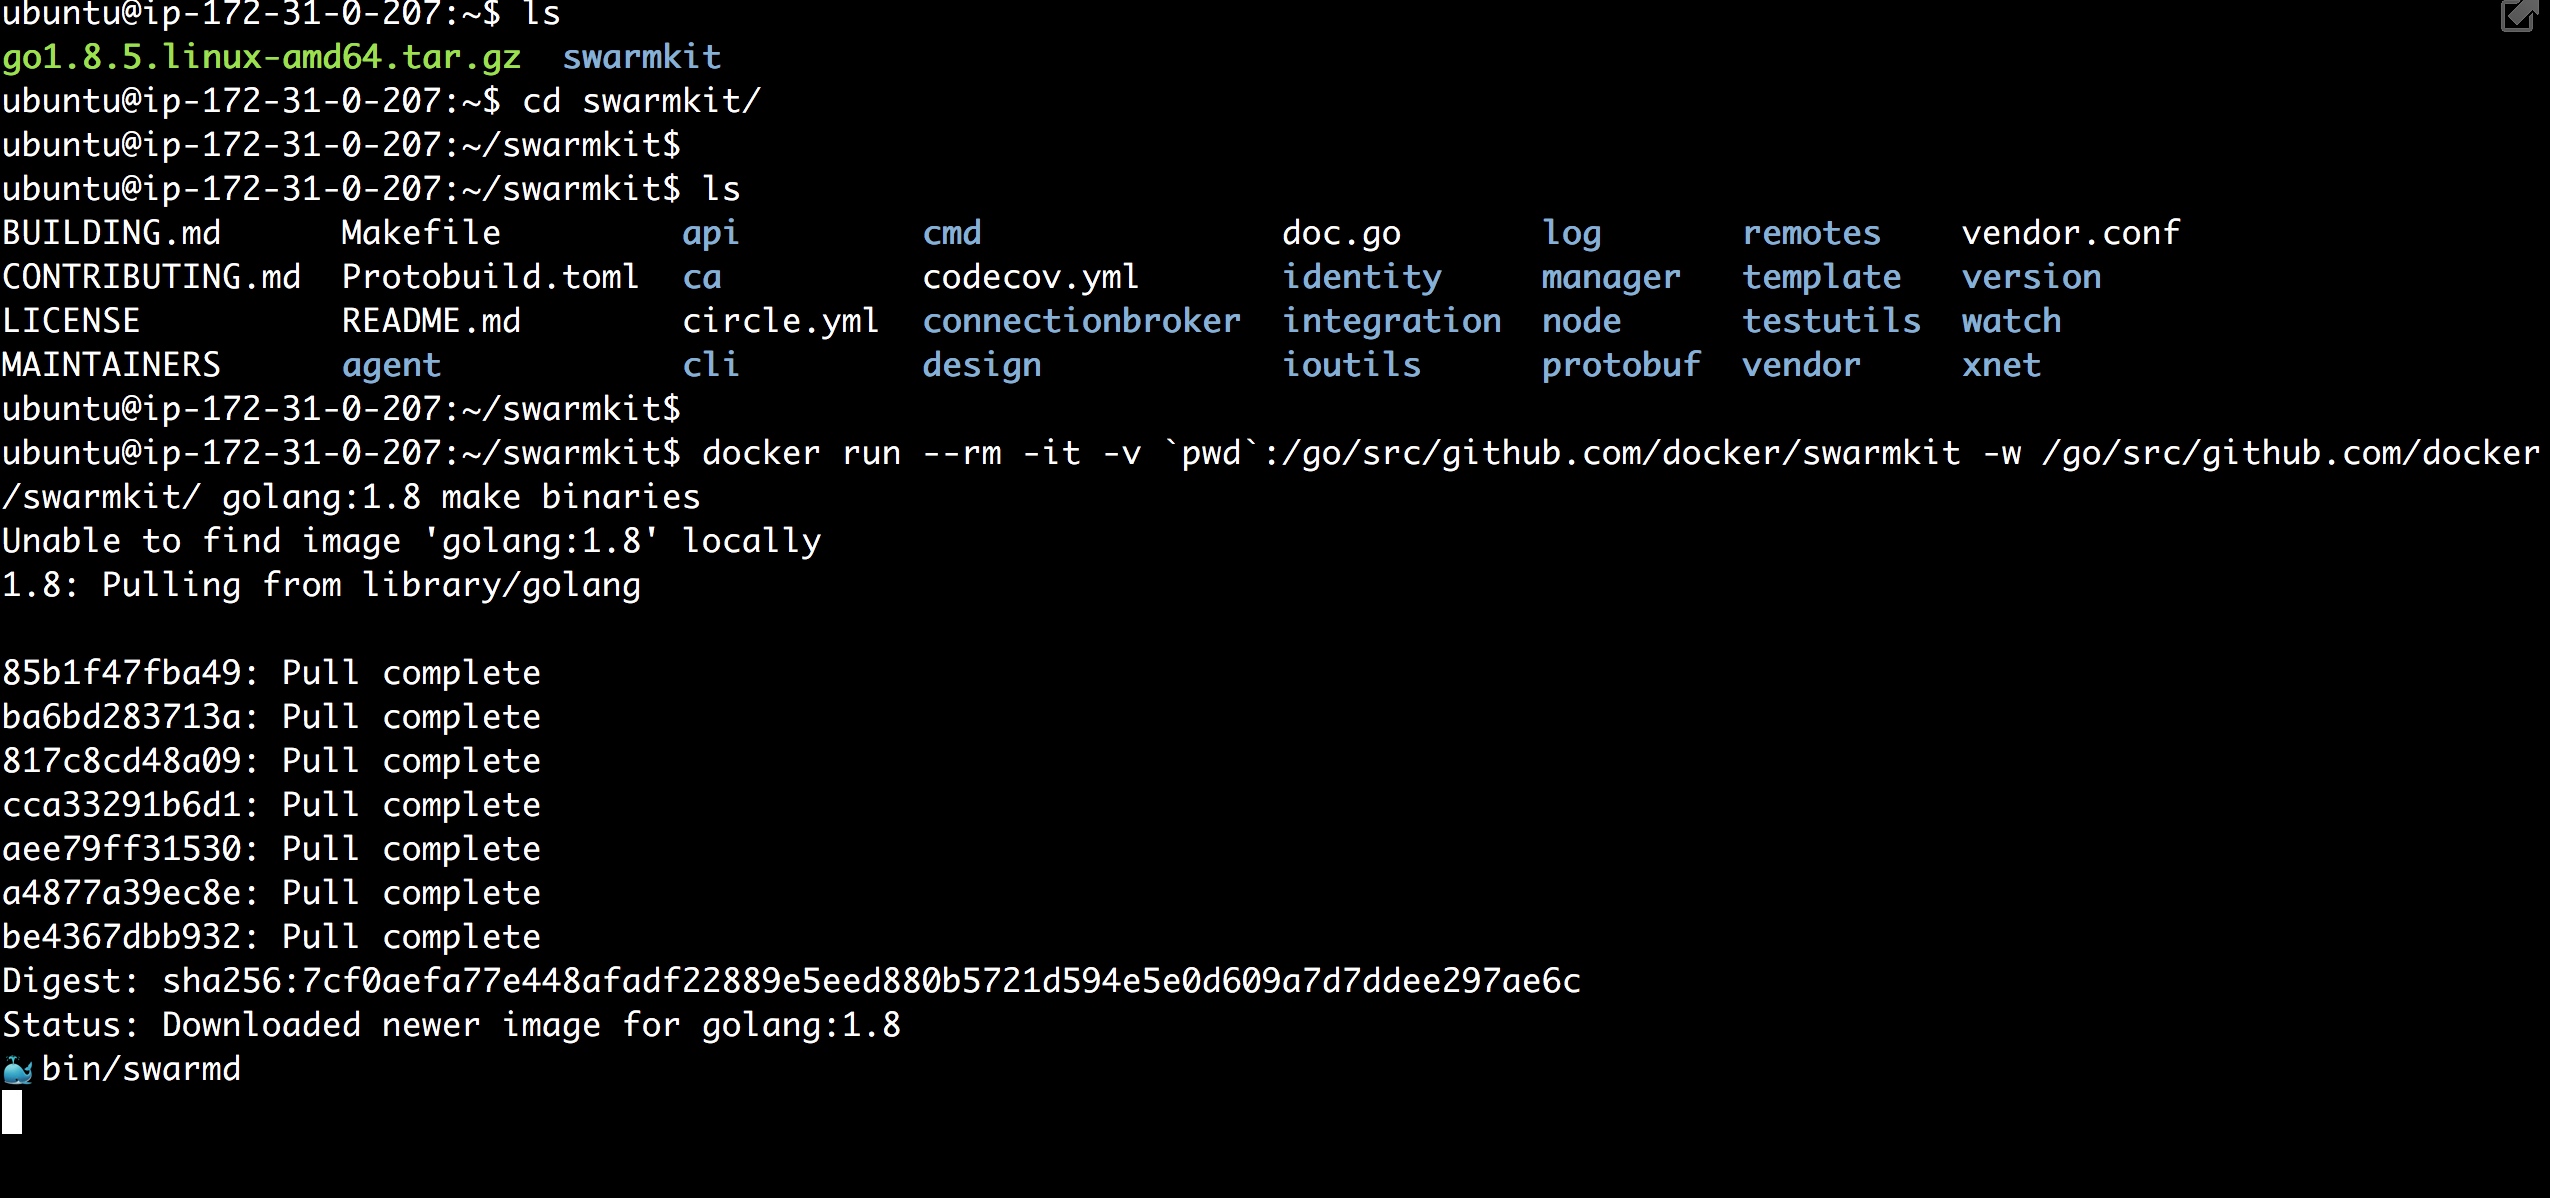 ubuntu@ip-172-31-0-207:~$ ls
go1.8.5.linux-amd64.tar.gz  swarmkit
ubuntu@ip-172-31-0-207:~$ cd swarmkit/
ubuntu@ip-172-31-0-207:~/swarmkit$
ubuntu@ip-172-31-0-207:~/swarmkit$ ls
BUILDING.md      Makefile         api         cmd               doc.go       log       remotes    vendor.conf
CONTRIBUTING.md  Protobuild.toml  ca          codecov.yml       identity     manager   template   version
LICENSE          README.md        circle.yml  connectionbroker  integration  node      testutils  watch
MAINTAINERS      agent            cli         design            ioutils      protobuf  vendor     xnet
ubuntu@ip-172-31-0-207:~/swarmkit$
ubuntu@ip-172-31-0-207:~/swarmkit$ docker run --rm -it -v `pwd`:/go/src/github.com/docker/swarmkit -w /go/src/github.com/docker
/swarmkit/ golang:1.8 make binaries
Unable to find image 'golang:1.8' locally
1.8: Pulling from library/golang
85b1f47fba49: Pull complete
ba6bd283713a: Pull complete
817c8cd48a09: Pull complete
cca33291b6d1: Pull complete
aee79ff31530: Pull complete
a4877a39ec8e: Pull complete
be4367dbb932: Pull complete
Digest: sha256:7cf0aefa77e448afadf22889e5eed880b5721d594e5e0d609a7d7ddee297ae6c
Status: Downloaded newer image for golang:1.8
🐳 bin/swarmd